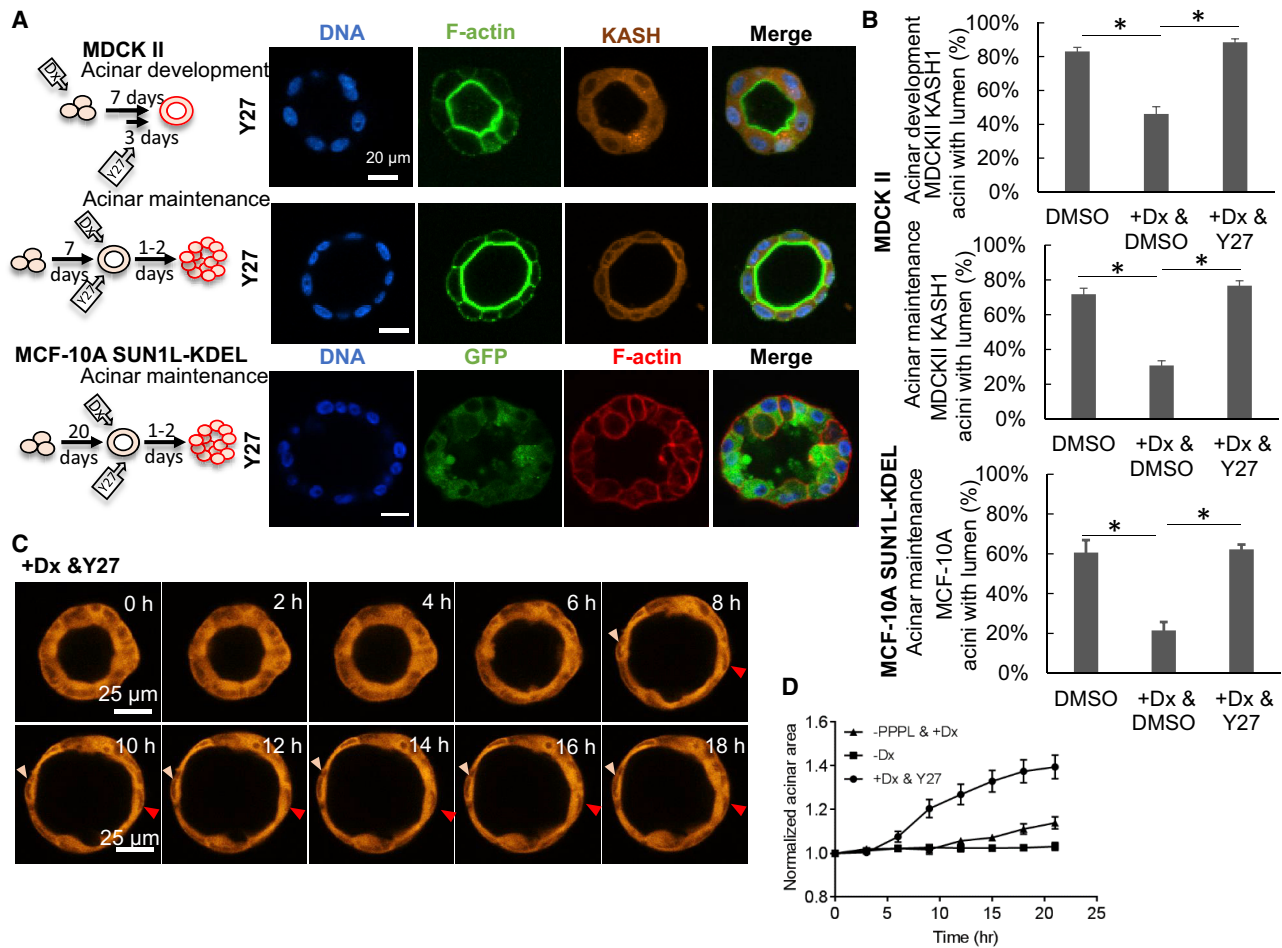 A
MDCK II
Acinar development
Dx
7 days
3 days
Y27
Acinar maintenance
Dx
7
days
1-2
days
Y27
MCF-10A SUN1L-KDEL
Acinar maintenance
Dx
20
days
1-2
days
Y27
DNA
F-actin
KASH
Merge
Y27
20 µm
Y27
DNA
GFP
F-actin
Merge
Y27
B
MDCK II
Acinar development
MDCKII KASH1
acini with lumen (%)
100%
80%
60%
40%
20%
0%
*
*
DMSO
+Dx &
DMSO
+Dx &
Y27
Acinar maintenance
MDCKII KASH1
acini with lumen (%)
100%
80%
60%
40%
20%
0%
*
*
DMSO
+Dx &
DMSO
+Dx &
Y27
MCF-10A SUN1L-KDEL
Acinar maintenance
MCF-10A
acini with lumen (%)
100%
80%
60%
40%
20%
0%
*
*
DMSO
+Dx &
DMSO
+Dx &
Y27
C
+Dx &Y27
0 h
2 h
4 h
6 h
8 h
25 µm
10 h
12 h
14 h
16 h
18 h
25 µm
D
Normalized acinar area
1.6
1.4
1.2
1.0
0.8
-PPPL & +Dx
-Dx
+Dx & Y27
0
5
10
15
20
25
Time (hr)